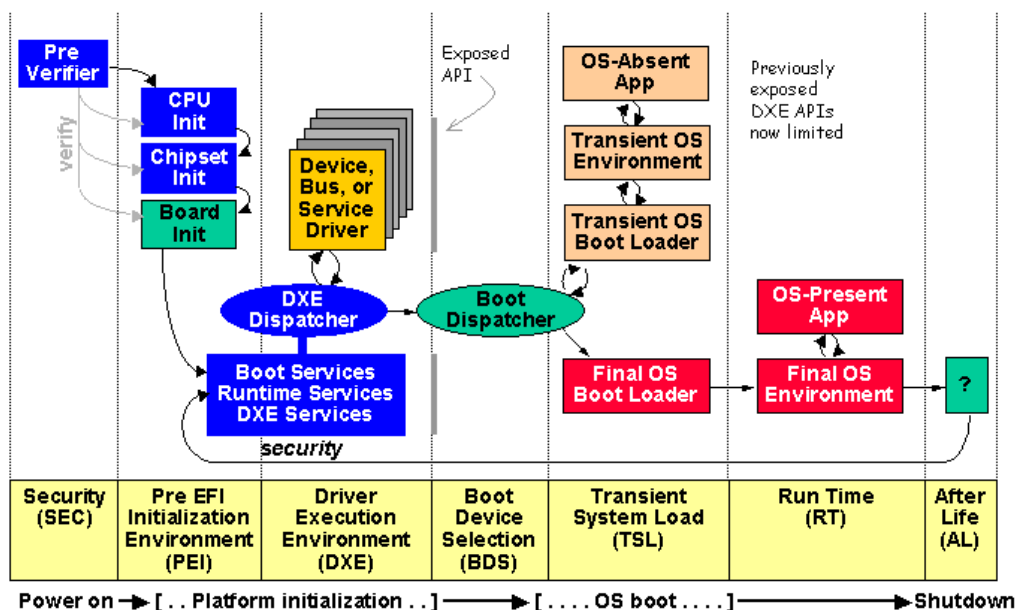 Pre
Verifier
verify
CPU
Init
Chipset
Init
Board
Init
Device,
Bus, or
Service
Driver
DXE
Dispatcher
Boot Services
Runtime Services
DXE Services
security
Exposed
API
Boot
Dispatcher
OS-Absent
App
Transient OS
Environment
Transient OS
Boot Loader
Final OS
Boot Loader
Previously
exposed
DXE APIs
now limited
OS-Present
App
Final OS
Environment
?
Security
(SEC)
Pre EFI
Initialization
Environment
(PEI)
Driver
Execution
Environment
(DXE)
Boot
Device
Selection
(BDS)
Transient
System Load
(TSL)
Run Time
(RT)
After
Life
(AL)
Power on [ . . Platform initialization . . ] [ . . . . OS boot . . . . ] Shutdown